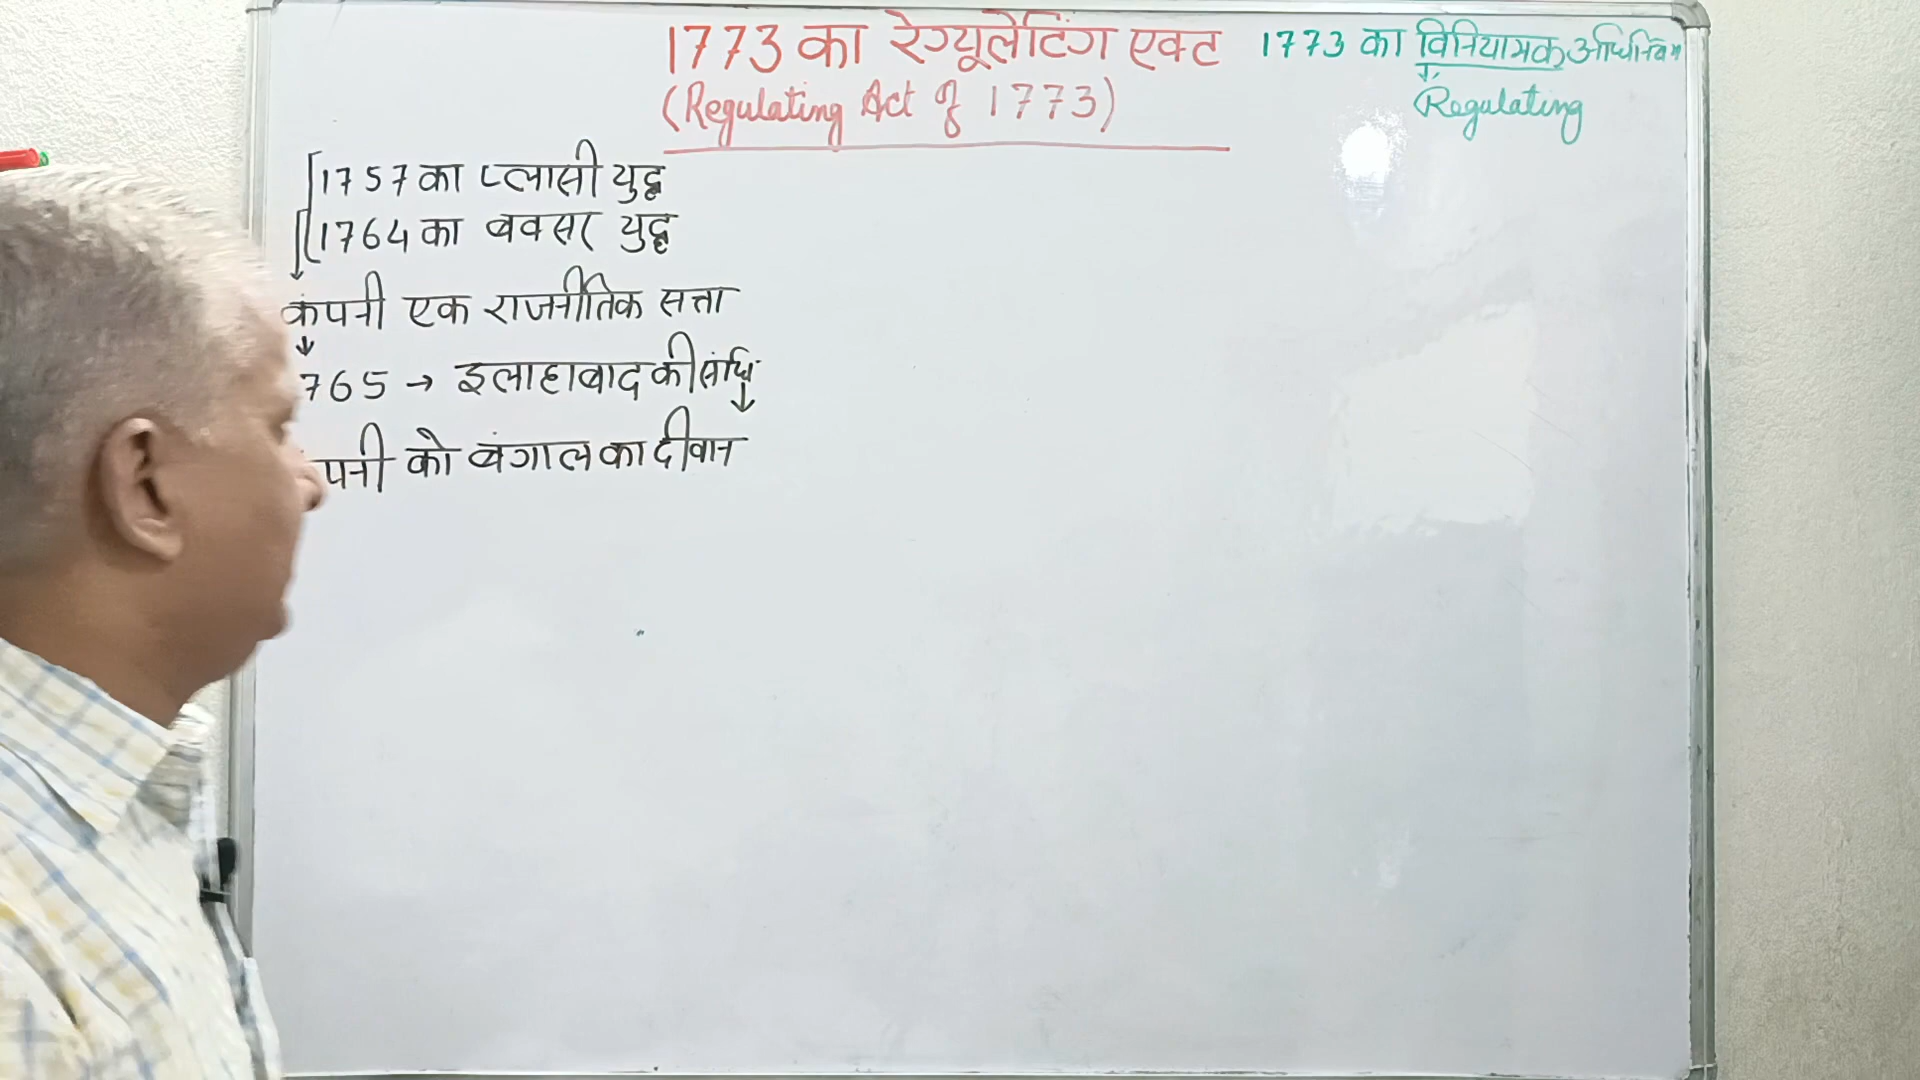 1773 का रेग्यूलेटिंग एक्ट
(Regulating Act of 1773)
1773 का विनियामक अधिनियम
Regulating
1757 का प्लासी युद्ध
1764 का बक्सर युद्ध
कंपनी एक राजनीतिक सत्ता
765 → इलाहाबाद की संधि
पनी को बंगाल का दीवान